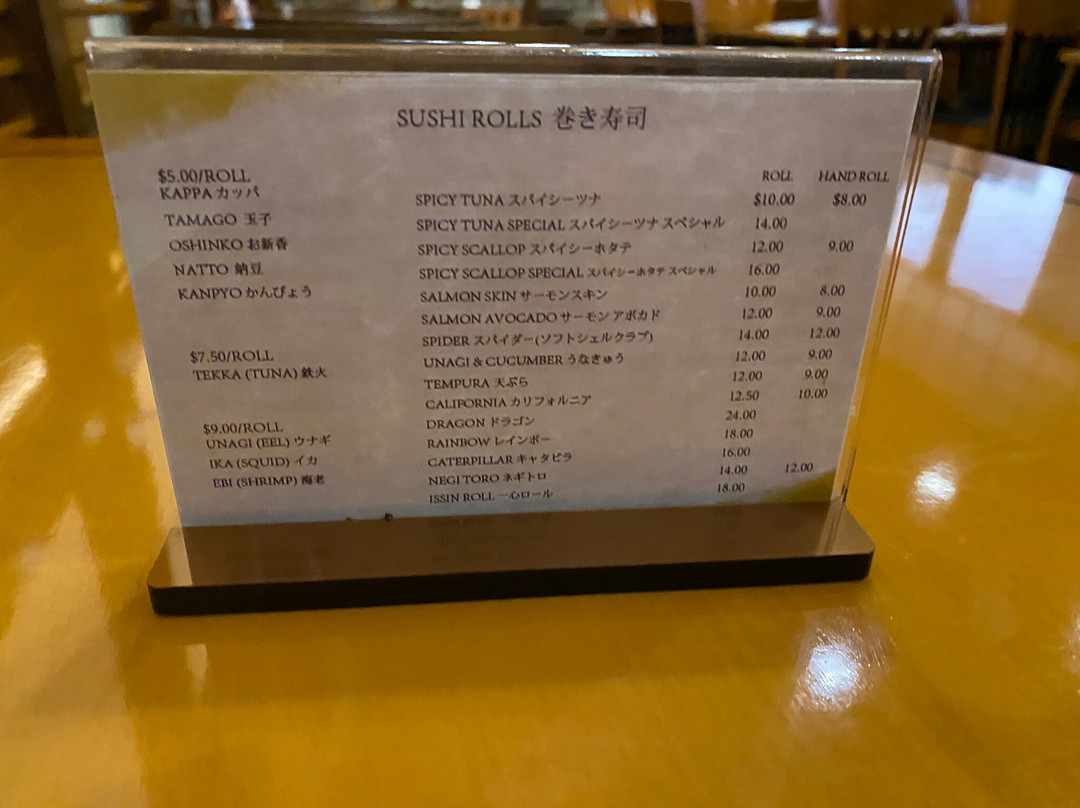 SUSHI ROLLS 巻き寿司
$5.00/ROLL
KAPPA カッパ
TAMAGO 玉子
OSHINKO お新香
NATTO 納豆
KANPYO かんぴょう
$7.50/ROLL
TEKKA (TUNA) 鉄火
$9.00/ROLL
UNAGI (EEL) ウナギ
IKA (SQUID) イカ
EBI (SHRIMP) 海老
ROLL HAND ROLL
SPICY TUNA スパイシーツナ $10.00 $8.00
SPICY TUNA SPECIAL スパイシーツナ スペシャル 14.00
SPICY SCALLOP スパイシーホタテ 12.00 9.00
SPICY SCALLOP SPECIAL スパイシーホタテ スペシャル 16.00
SALMON SKIN サーモンスキン 10.00 8.00
SALMON AVOCADO サーモン アボカド 12.00 9.00
SPIDER スパイダー(ソフトシェルクラブ) 14.00 12.00
UNAGI & CUCUMBER うなきゅう 12.00 9.00
TEMPURA 天ぷら 12.00 9.00
CALIFORNIA カリフォルニア 12.50 10.00
DRAGON ドラゴン 24.00
RAINBOW レインボー 18.00
CATERPILLAR キャタピラ 16.00
NEGI TORO ネギトロ 14.00 12.00
ISSIN ROLL 一心ロール 18.00